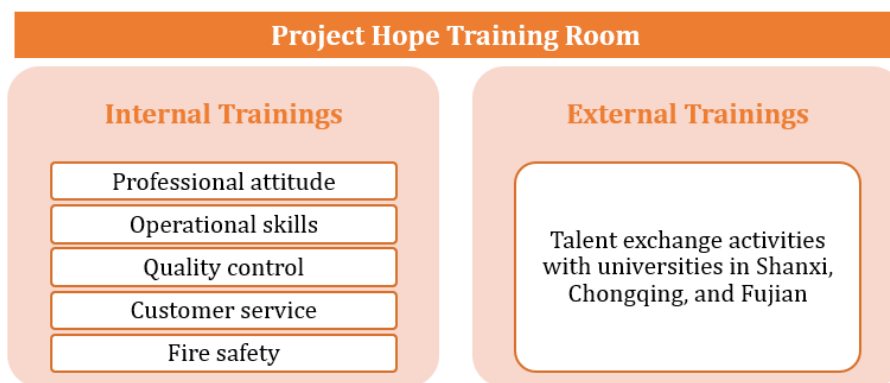 Project Hope Training Room
Internal Trainings
Professional attitude
Operational skills
Quality control
Customer service
Fire safety
External Trainings
Talent exchange activities
with universities in Shanxi,
Chongqing, and Fujian